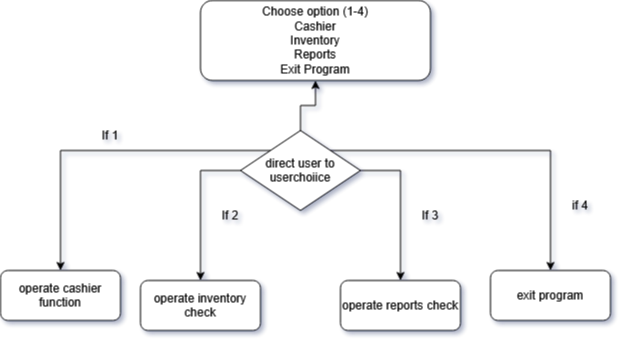 Choose option (1-4)
Cashier
Inventory
Reports
Exit Program
If 1
direct user to
userchoiice
If 2
If 3
if 4
operate cashier
function
operate inventory
check
operate reports check
exit program